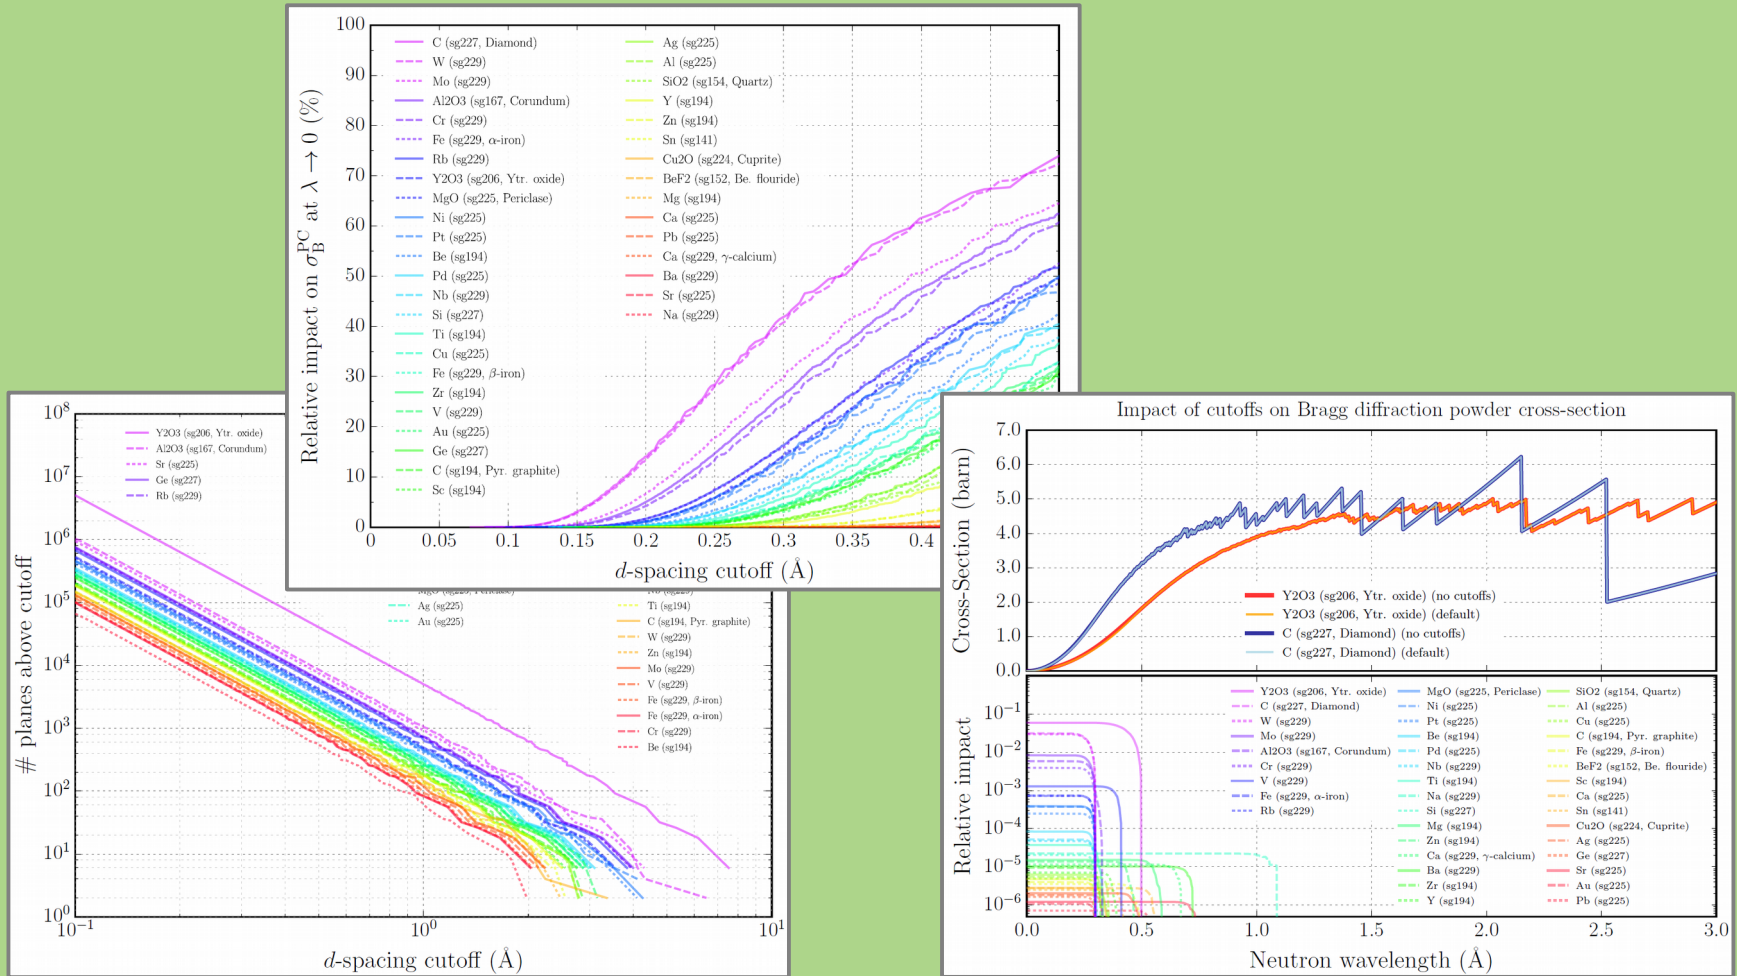 100
90
80
70
60
50
40
30
20
10
0
Relative impact on σ_B^PC at λ → 0 (%)
C (sg227, Diamond)
W (sg229)
Mo (sg229)
Al2O3 (sg167, Corundum)
Cr (sg229)
Fe (sg229, α-iron)
Rb (sg229)
Y2O3 (sg206, Ytr. oxide)
MgO (sg225, Periclase)
Ni (sg225)
Pt (sg225)
Be (sg194)
Pd (sg225)
Nb (sg229)
Si (sg227)
Ti (sg194)
Cu (sg225)
Fe (sg229, β-iron)
Zr (sg194)
V (sg229)
Au (sg225)
Ge (sg227)
C (sg194, Pyr. graphite)
Sc (sg194)
Ag (sg225)
Al (sg225)
SiO2 (sg154, Quartz)
Y (sg194)
Zn (sg194)
Sn (sg141)
Cu2O (sg224, Cuprite)
BeF2 (sg152, Be. flouride)
Mg (sg194)
Ca (sg225)
Pb (sg225)
Ca (sg229, γ-calcium)
Ba (sg229)
Sr (sg225)
Na (sg229)
0 0.05 0.1 0.15 0.2 0.25 0.3 0.35 0.4
d-spacing cutoff (Å)
10^8
10^7
10^6
10^5
10^4
10^3
10^2
10^1
10^0
# planes above cutoff
Y2O3 (sg206, Ytr. oxide)
Al2O3 (sg167, Corundum)
Sr (sg225)
Ge (sg227)
Rb (sg229)
Ag (sg225)
Au (sg225)
Ti (sg194)
C (sg194, Pyr. graphite)
W (sg229)
Zn (sg194)
Mo (sg229)
V (sg229)
Fe (sg229, β-iron)
Fe (sg229, α-iron)
Cr (sg229)
Be (sg194)
10^−1 10^0 10^1
d-spacing cutoff (Å)
Impact of cutoffs on Bragg diffraction powder cross-section
7.0
6.0
5.0
4.0
3.0
2.0
1.0
0.0
Cross-Section (barn)
Y2O3 (sg206, Ytr. oxide) (no cutoffs)
Y2O3 (sg206, Ytr. oxide) (default)
C (sg227, Diamond) (no cutoffs)
C (sg227, Diamond) (default)
10^−1
10^−2
10^−3
10^−4
10^−5
10^−6
Relative impact
Y2O3 (sg206, Ytr. oxide)
C (sg227, Diamond)
W (sg229)
Mo (sg229)
Al2O3 (sg167, Corundum)
Cr (sg229)
V (sg229)
Fe (sg229, α-iron)
Rb (sg229)
MgO (sg225, Periclase)
Ni (sg225)
Pt (sg225)
Be (sg194)
Pd (sg225)
Nb (sg229)
Ti (sg194)
Na (sg229)
Si (sg227)
Mg (sg194)
Zn (sg194)
Ca (sg229, γ-calcium)
Ba (sg229)
Zr (sg194)
Y (sg194)
SiO2 (sg154, Quartz)
Al (sg225)
Cu (sg225)
C (sg194, Pyr. graphite)
Fe (sg229, β-iron)
BeF2 (sg152, Be. flouride)
Sc (sg194)
Ca (sg225)
Sn (sg141)
Cu2O (sg224, Cuprite)
Ag (sg225)
Ge (sg227)
Sr (sg225)
Au (sg225)
Pb (sg225)
0.0 0.5 1.0 1.5 2.0 2.5 3.0
Neutron wavelength (Å)